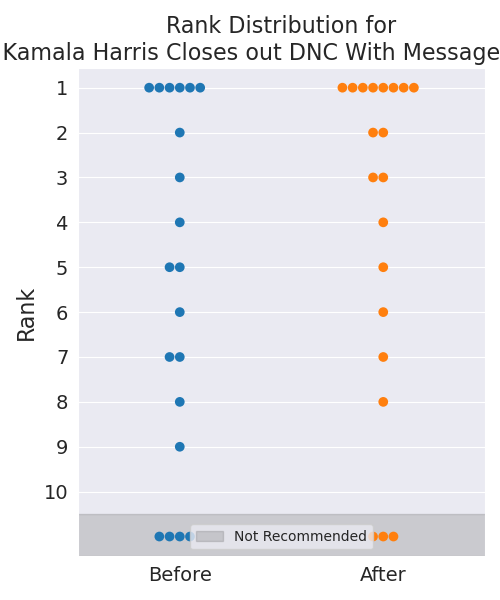 Rank Distribution for
Kamala Harris Closes out DNC With Message
Rank
1
2
3
4
5
6
7
8
9
10
Not Recommended
Before
After